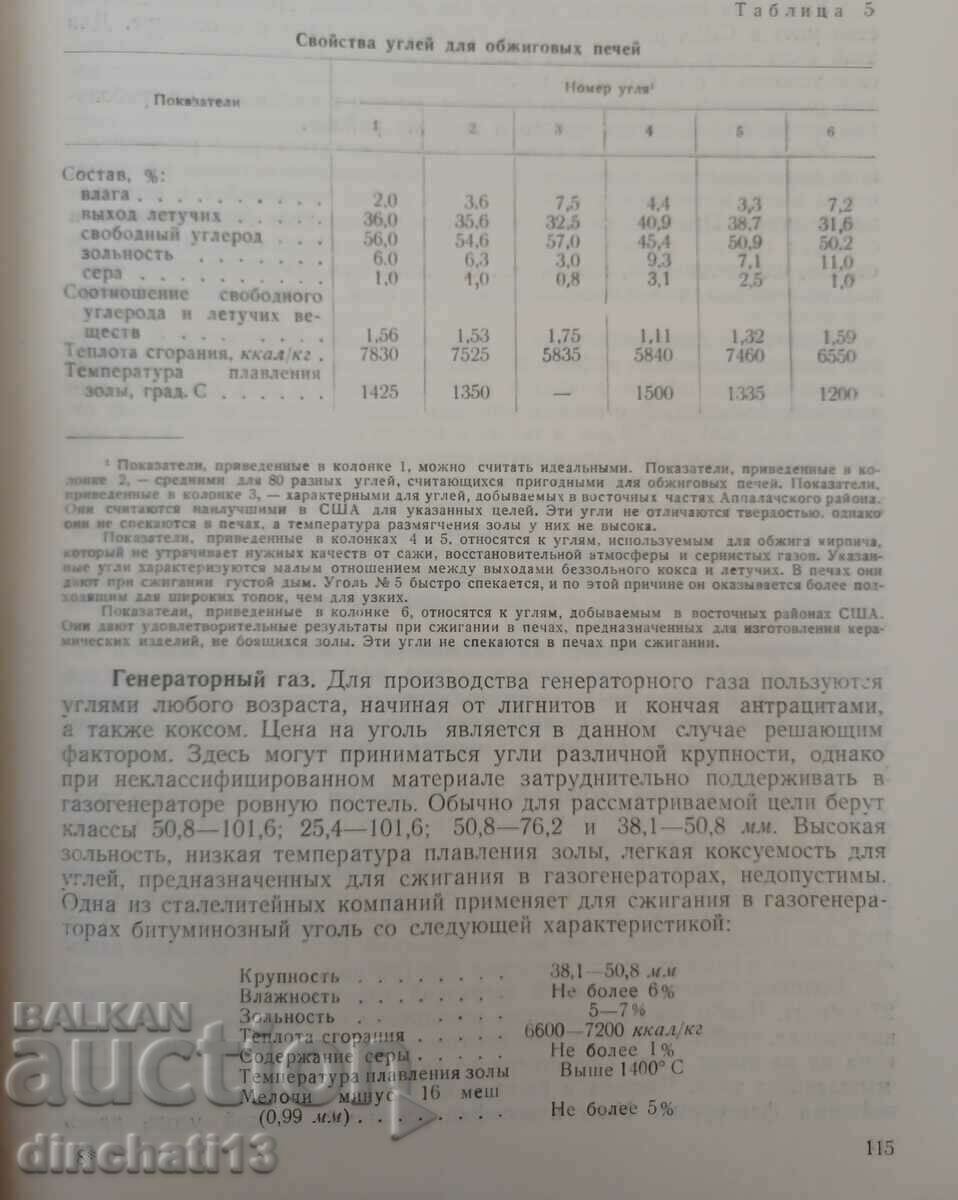 Таблица 5
Свойства углей для обжиговых печей
Показатели
Номер угля¹
1 2 3 4 5 6
Состав, %:
влага . . . . . . . . . . 2,0 3,6 7,5 4,4 3,3 7,2
выход летучих . . . . . 36,0 35,6 32,5 40,9 38,7 31,6
свободный углерод . . . 56,0 54,6 57,0 45,4 50,9 50.2
зольность . . . . . . . 6.0 6,3 3,0 9,3 7,1 11,0
сера . . . . . . . . . 1,0 1,0 0,8 3,1 2,5 1,0
Соотношение свободного
углерода и летучих ве-
ществ . . . . . . 1,56 1,53 1,75 1,11 1,32 1,59
Теплота сгорания, ккал/кг . 7830 7525 5835 5840 7460 6550
Температура плавления
золы, град. С . . . . . . 1425 1350 — 1500 1335 1200
¹ Показатели, приведенные в колонке 1, можно считать идеальными. Показатели, приведенные в ко-
лонке 2, — средними для 80 разных углей, считающихся пригодными для обжиговых печей. Показатели,
приведенные в колонке 3, — характерными для углей, добываемых в восточных частях Аппалачского района.
Они считаются наилучшими в США для указанных целей. Эти угли не отличаются твердостью, однако
они не спекаются в печах, а температура размягчения золы у них не высока.
Показатели, приведенные в колонках 4 и 5, относятся к углям, используемым для обжига кирпича,
который не утрачивает нужных качеств от сажи, восстановительной атмосферы и сернистых газов. Указан-
ные угли характеризуются малым отношением между выходами беззольного кокса и летучих. В печах они
дают при сжигании густой дым. Уголь № 5 быстро спекается, и по этой причине он оказывается более под-
ходящим для широких топок, чем для узких.
Показатели, приведенные в колонке 6, относятся к углям, добываемым в восточных районах США.
Они дают удовлетворительные результаты при сжигании в печах, предназначенных для изготовления кера-
мических изделий, не боящихся золы. Эти угли не спекаются в печах при сжигании.
Генераторный газ. Для производства генераторного газа пользуются
углями любого возраста, начиная от лигнитов и кончая антрацитами,
а также коксом. Цена на уголь является в данном случае решающим
фактором. Здесь могут приниматься угли различной крупности, однако
при неклассифицированном материале затруднительно поддерживать в
газогенераторе ровную постель. Обычно для рассматриваемой цели берут
классы 50,8—101,6; 25,4—101,6; 50,8—76,2 и 38,1—50,8 мм. Высокая
зольность, низкая температура плавления золы, легкая коксуемость для
углей, предназначенных для сжигания в газогенераторах, недопустимы.
Одна из сталелитейных компаний применяет для сжигания в газогенера-
торах битуминозный уголь со следующей характеристикой:
Крупность . . . . . . . . 38,1—50,8 мм
Влажность . . . . . . . . Не более 6%
Зольность . . . . . . 5—7%
Теплота сгорания . . . . . 6600—7200 ккал/кг
Содержание серы . . . . . Не более 1%
Температура плавления золы Выше 1400° С
Мелочи минус 16 меш
(0,99 мм) . . . . . . . . Не более 5%
8* 115
BALKAN
auction
dinchati13